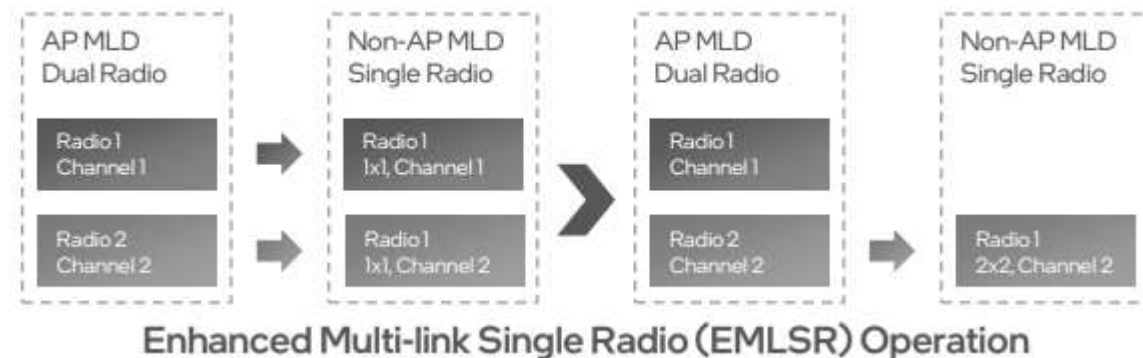 AP MLD
Dual Radio
Radio 1
Channel 1
Radio 2
Channel 2
Non-AP MLD
Single Radio
Radio 1
1x1, Channel 1
Radio 1
1x1, Channel 2
AP MLD
Dual Radio
Radio 1
Channel 1
Radio 2
Channel 2
Non-AP MLD
Single Radio
Radio 1
2x2, Channel 2
Enhanced Multi-link Single Radio (EMLSR) Operation